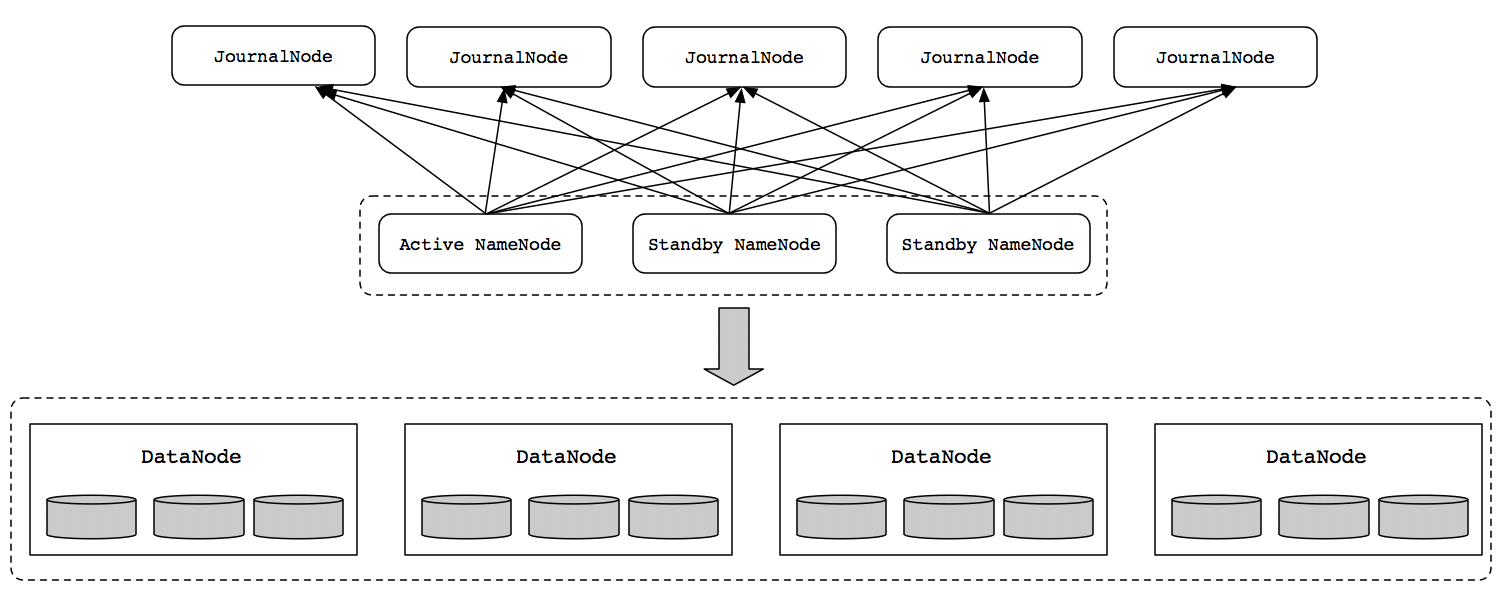 JournalNode
JournalNode
JournalNode
JournalNode
JournalNode
Active NameNode
Standby NameNode
Standby NameNode
DataNode
DataNode
DataNode
DataNode